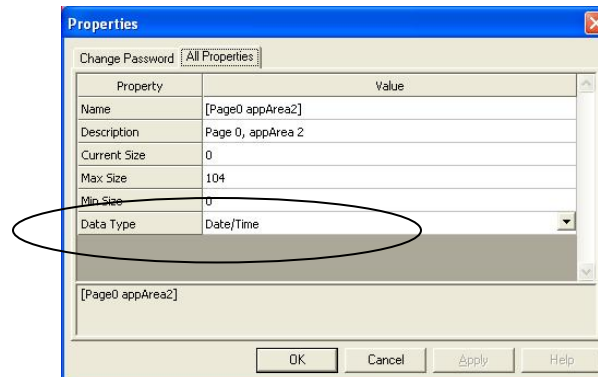 Properties
Change Password All Properties
Property Value
Name [Page0 appArea2]
Description Page 0, appArea 2
Current Size 0
Max Size 104
Min Size 0
Data Type Date/Time
[Page0 appArea2]
OK Cancel Apply Help